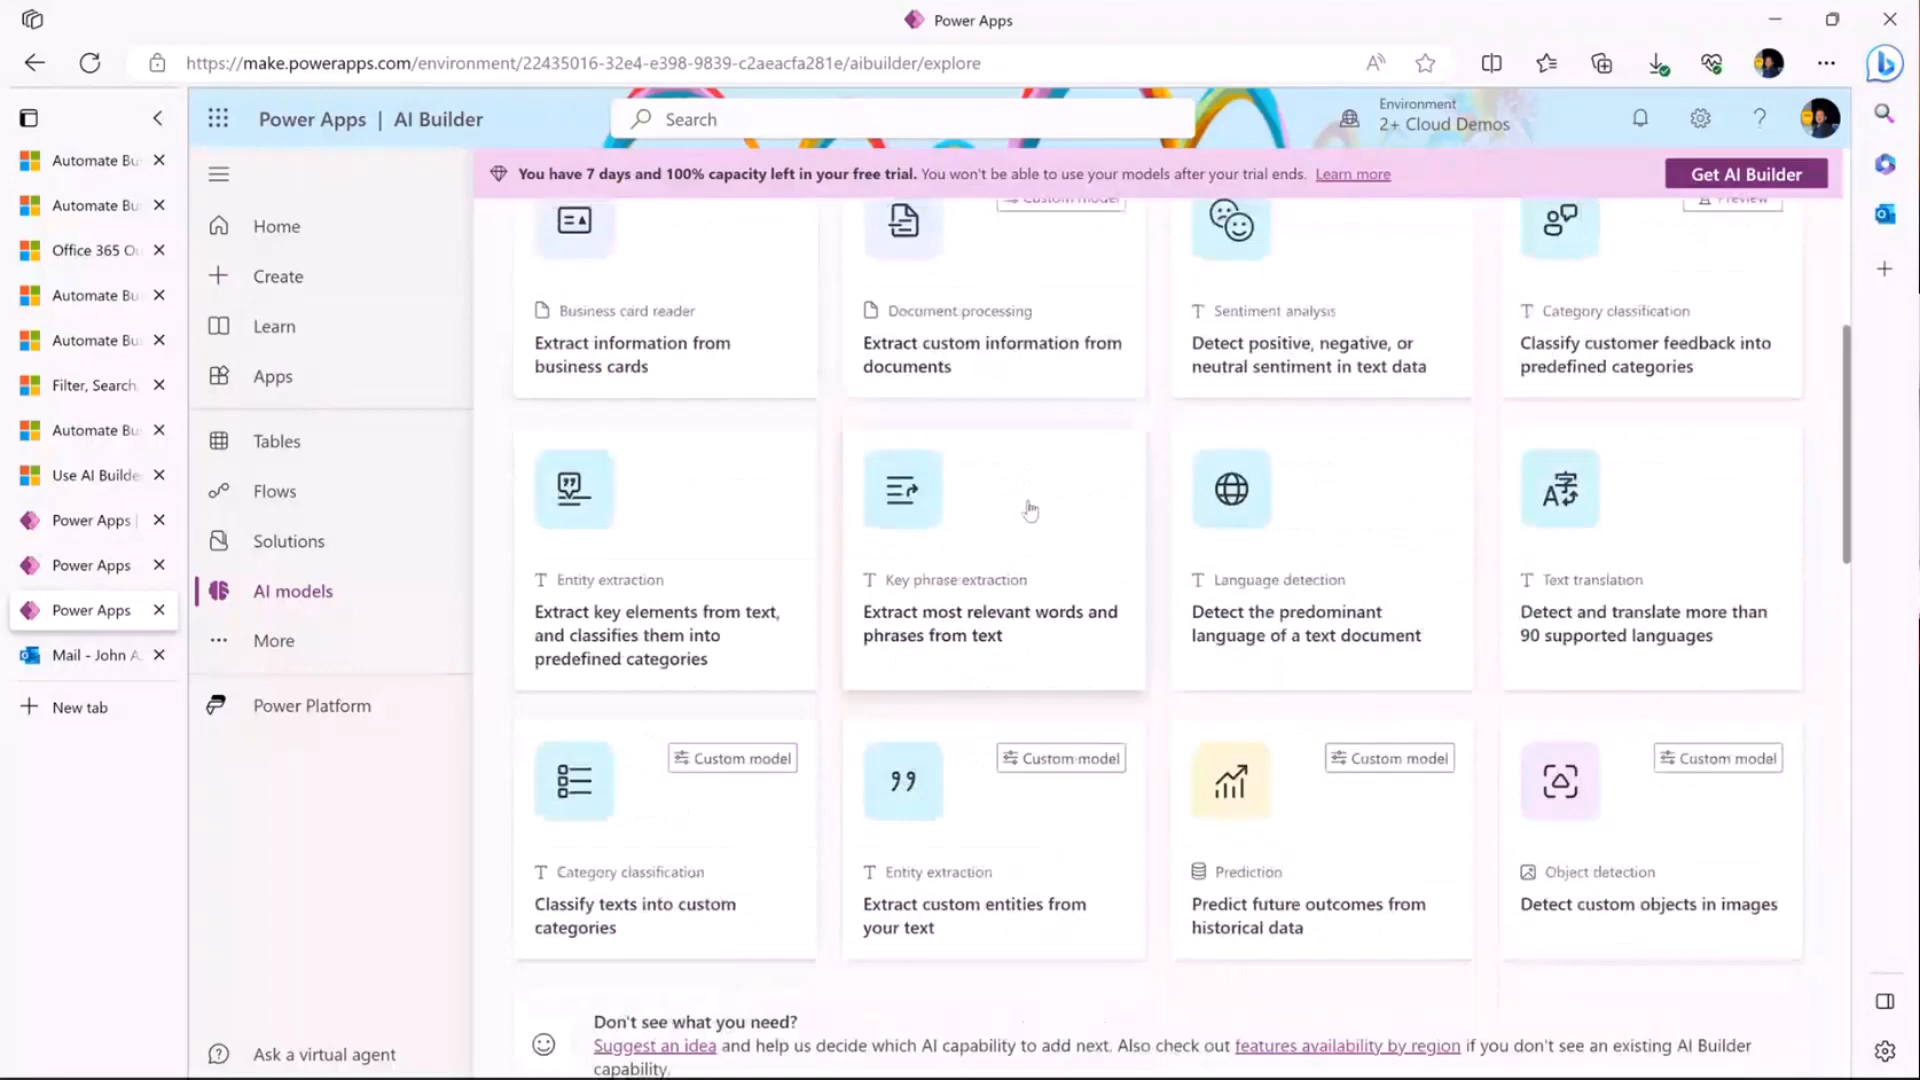 Power Apps
https://make.powerapps.com/environment/22435016-32e4-e398-9839-c2aeacfa281e/aibuilder/explore
Power Apps | AI Builder
Search
Environment
2+ Cloud Demos
Automate Bu
Automate Bu
Office 365 Ou
Automate Bu
Automate Bu
Filter, Search,
Automate Bu
Use AI Builde
Power Apps |
Power Apps
Power Apps
Mail - John A.
New tab
Home
Create
Learn
Apps
Tables
Flows
Solutions
AI models
More
Power Platform
Ask a virtual agent
You have 7 days and 100% capacity left in your free trial. You won't be able to use your models after your trial ends. Learn more
Get AI Builder
Custom model
Preview
Business card reader
Extract information from
business cards
Document processing
Extract custom information from
documents
Sentiment analysis
Detect positive, negative, or
neutral sentiment in text data
Category classification
Classify customer feedback into
predefined categories
Entity extraction
Extract key elements from text,
and classifies them into
predefined categories
Key phrase extraction
Extract most relevant words and
phrases from text
Language detection
Detect the predominant
language of a text document
Text translation
Detect and translate more than
90 supported languages
Custom model
Category classification
Classify texts into custom
categories
Custom model
Entity extraction
Extract custom entities from
your text
Custom model
Prediction
Predict future outcomes from
historical data
Custom model
Object detection
Detect custom objects in images
Don't see what you need?
Suggest an idea and help us decide which AI capability to add next. Also check out features availability by region if you don't see an existing AI Builder
capability.